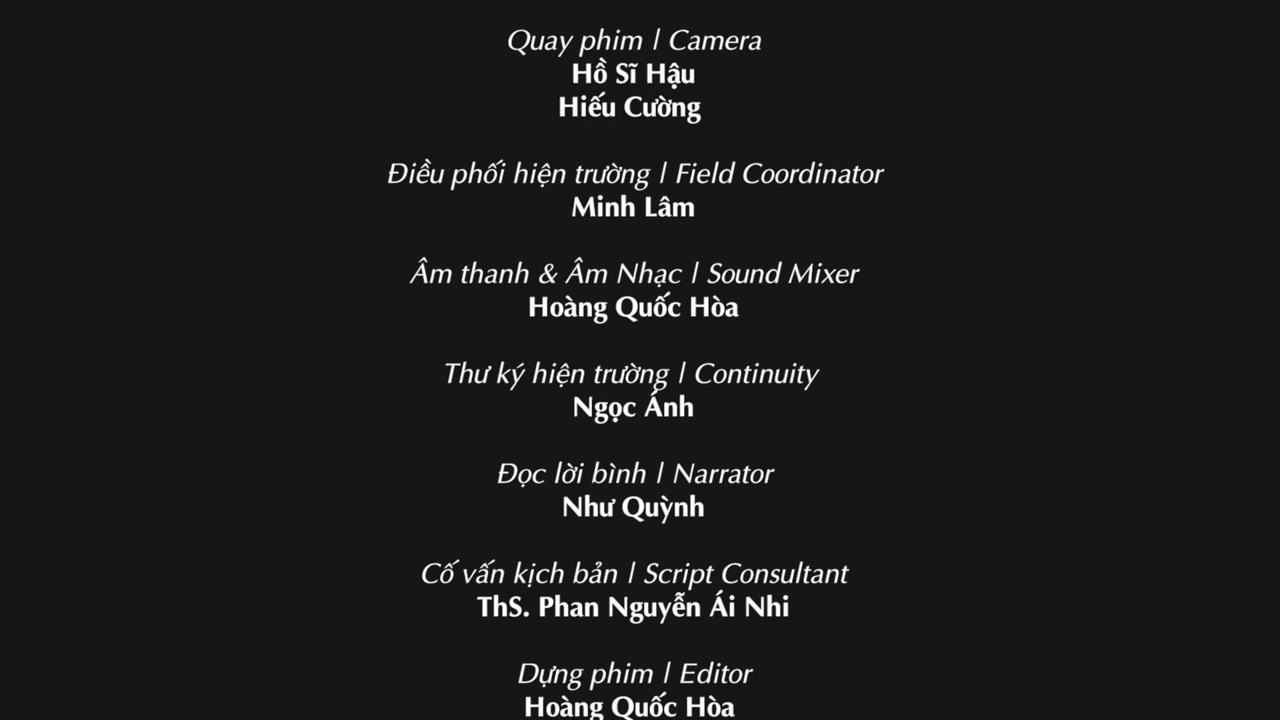 Quay phim | Camera
Hồ Sĩ Hậu
Hiếu Cường
Điều phối hiện trường | Field Coordinator
Minh Lâm
Âm thanh & Âm Nhạc | Sound Mixer
Hoàng Quốc Hòa
Thư ký hiện trường | Continuity
Ngọc Ánh
Đọc lời bình | Narrator
Như Quỳnh
Cố vấn kịch bản | Script Consultant
ThS. Phan Nguyễn Ái Nhi
Dựng phim | Editor
Hoàng Quốc Hòa